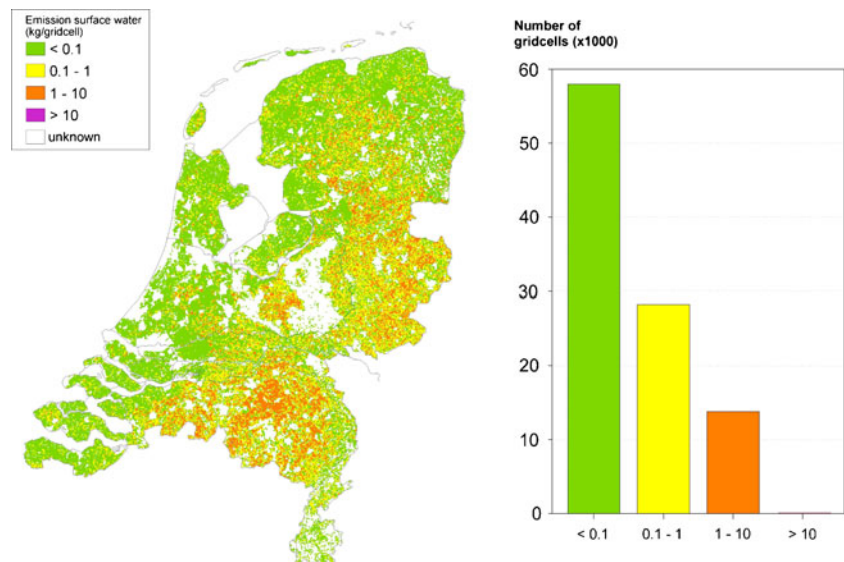 Emission surface water
(kg/gridcell)
< 0.1
0.1 - 1
1 - 10
> 10
unknown
Number of
gridcells (x1000)
60
50
40
30
20
10
0
< 0.1
0.1 - 1
1 - 10
> 10